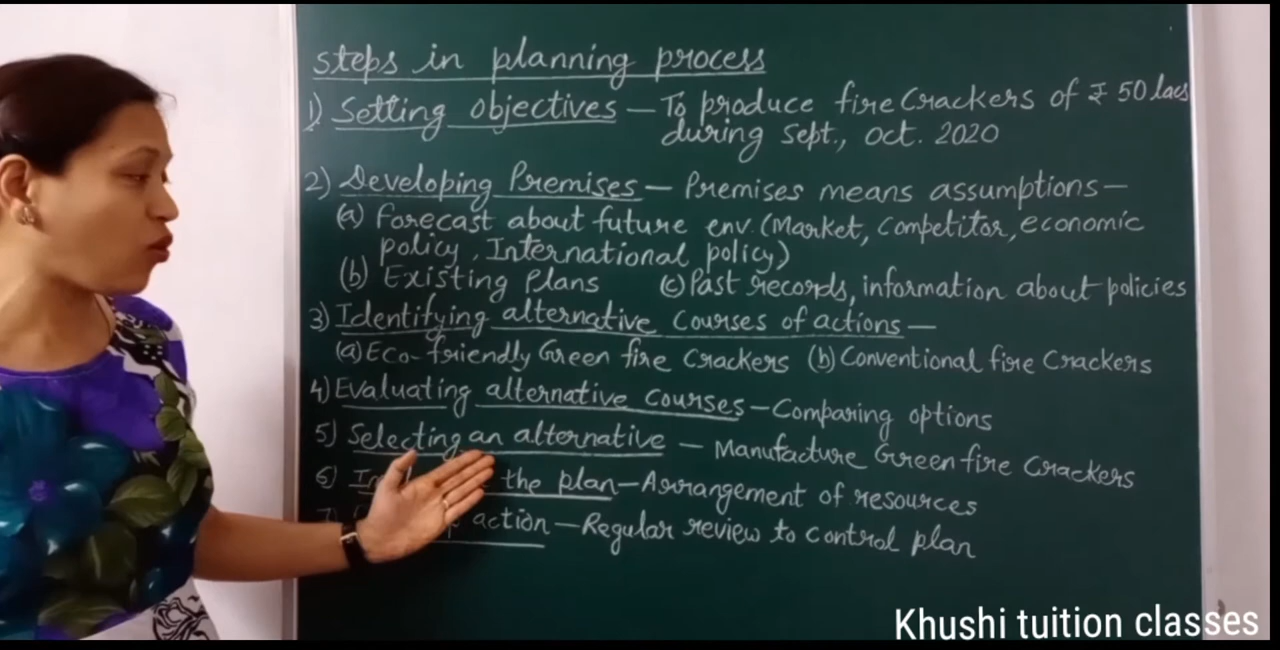 steps in planning process
1) Setting objectives — To produce fire Crackers of ₹ 50 lacs
during Sept., Oct. 2020
2) Developing Premises — Premises means assumptions —
(a) Forecast about future env. (Market, Competitor, economic
policy, International policy)
(b) Existing Plans (c) Past records, information about policies
3) Identifying alternative Courses of actions —
(a) Eco-friendly Green fire Crackers (b) Conventional fire Crackers
4) Evaluating alternative Courses — Comparing options
5) Selecting an alternative — Manufacture Green fire Crackers
6) the plan — Arrangement of resources
7) action — Regular review to control plan
Khushi tuition classes